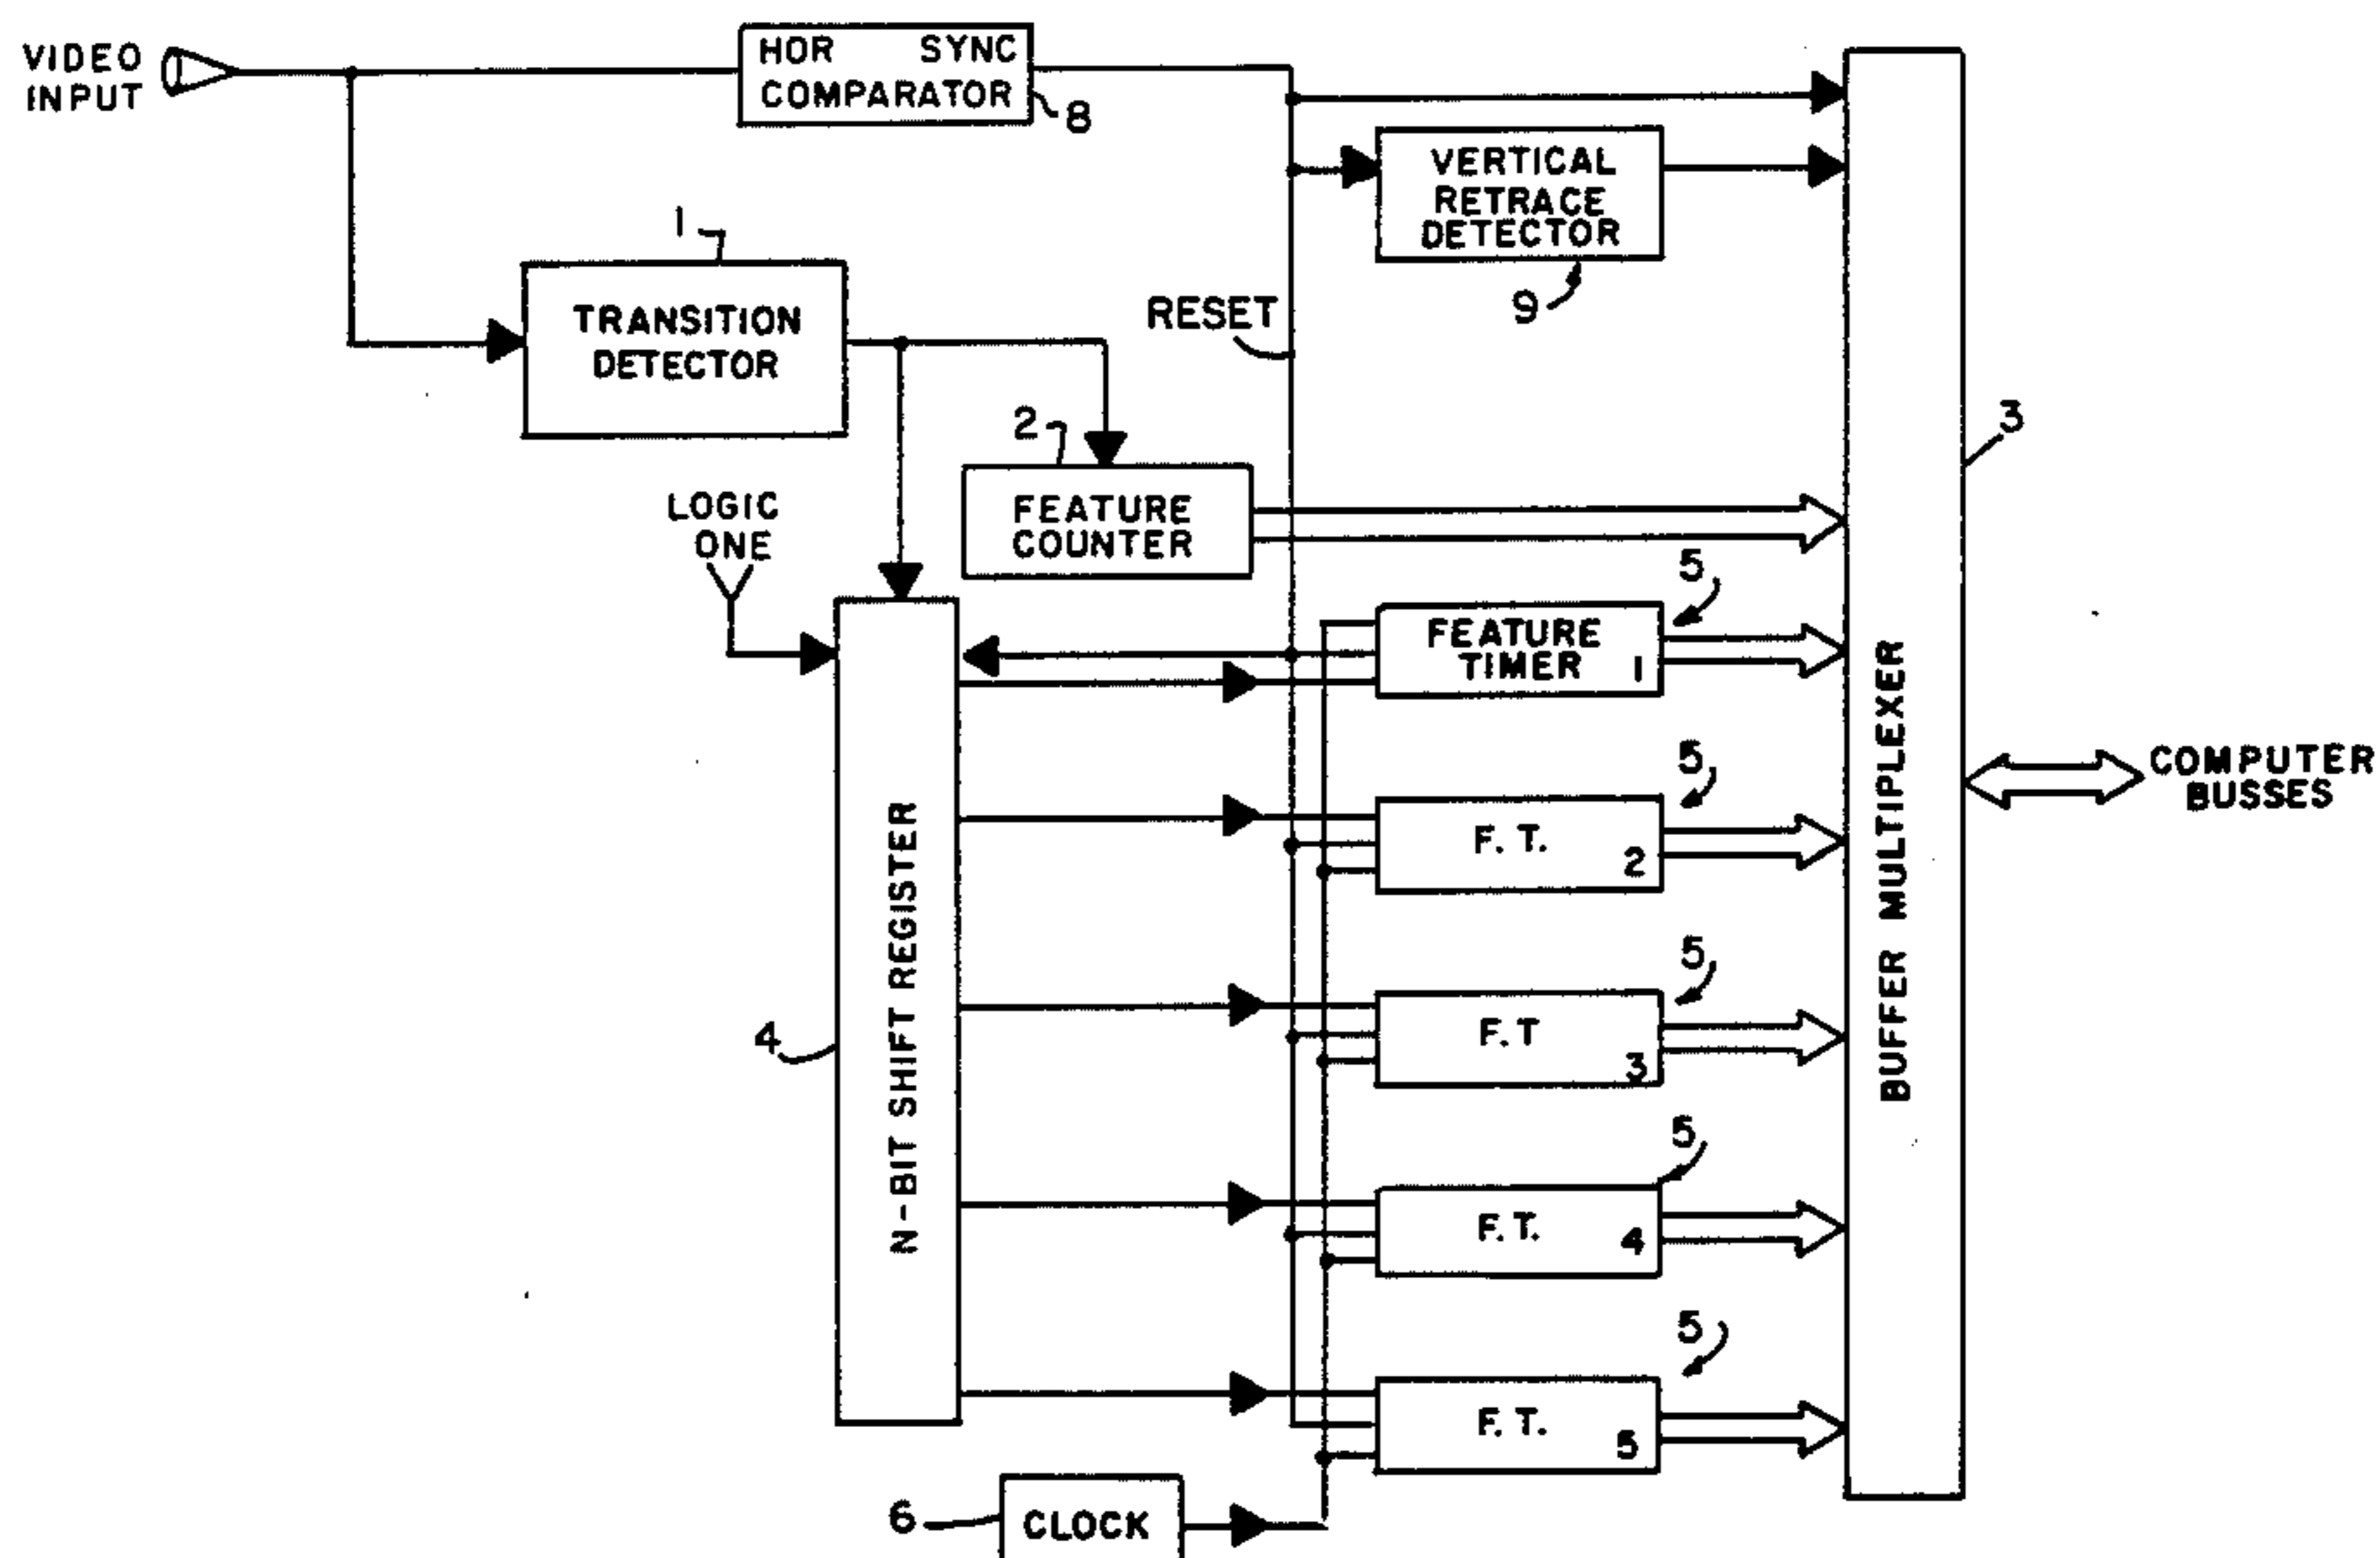 VIDEO
INPUT
HOR SYNC
COMPARATOR
8
VERTICAL
RETRACE
DETECTOR
9
1
TRANSITION
DETECTOR
RESET
2
FEATURE
COUNTER
3
LOGIC
ONE
5
FEATURE
TIMER 1
5
F. T.
2
5
F. T
3
5
F. T.
4
5
F. T.
5
N-BIT SHIFT REGISTER
4
BUFFER MULTIPLEXER
COMPUTER
BUSSES
6
CLOCK